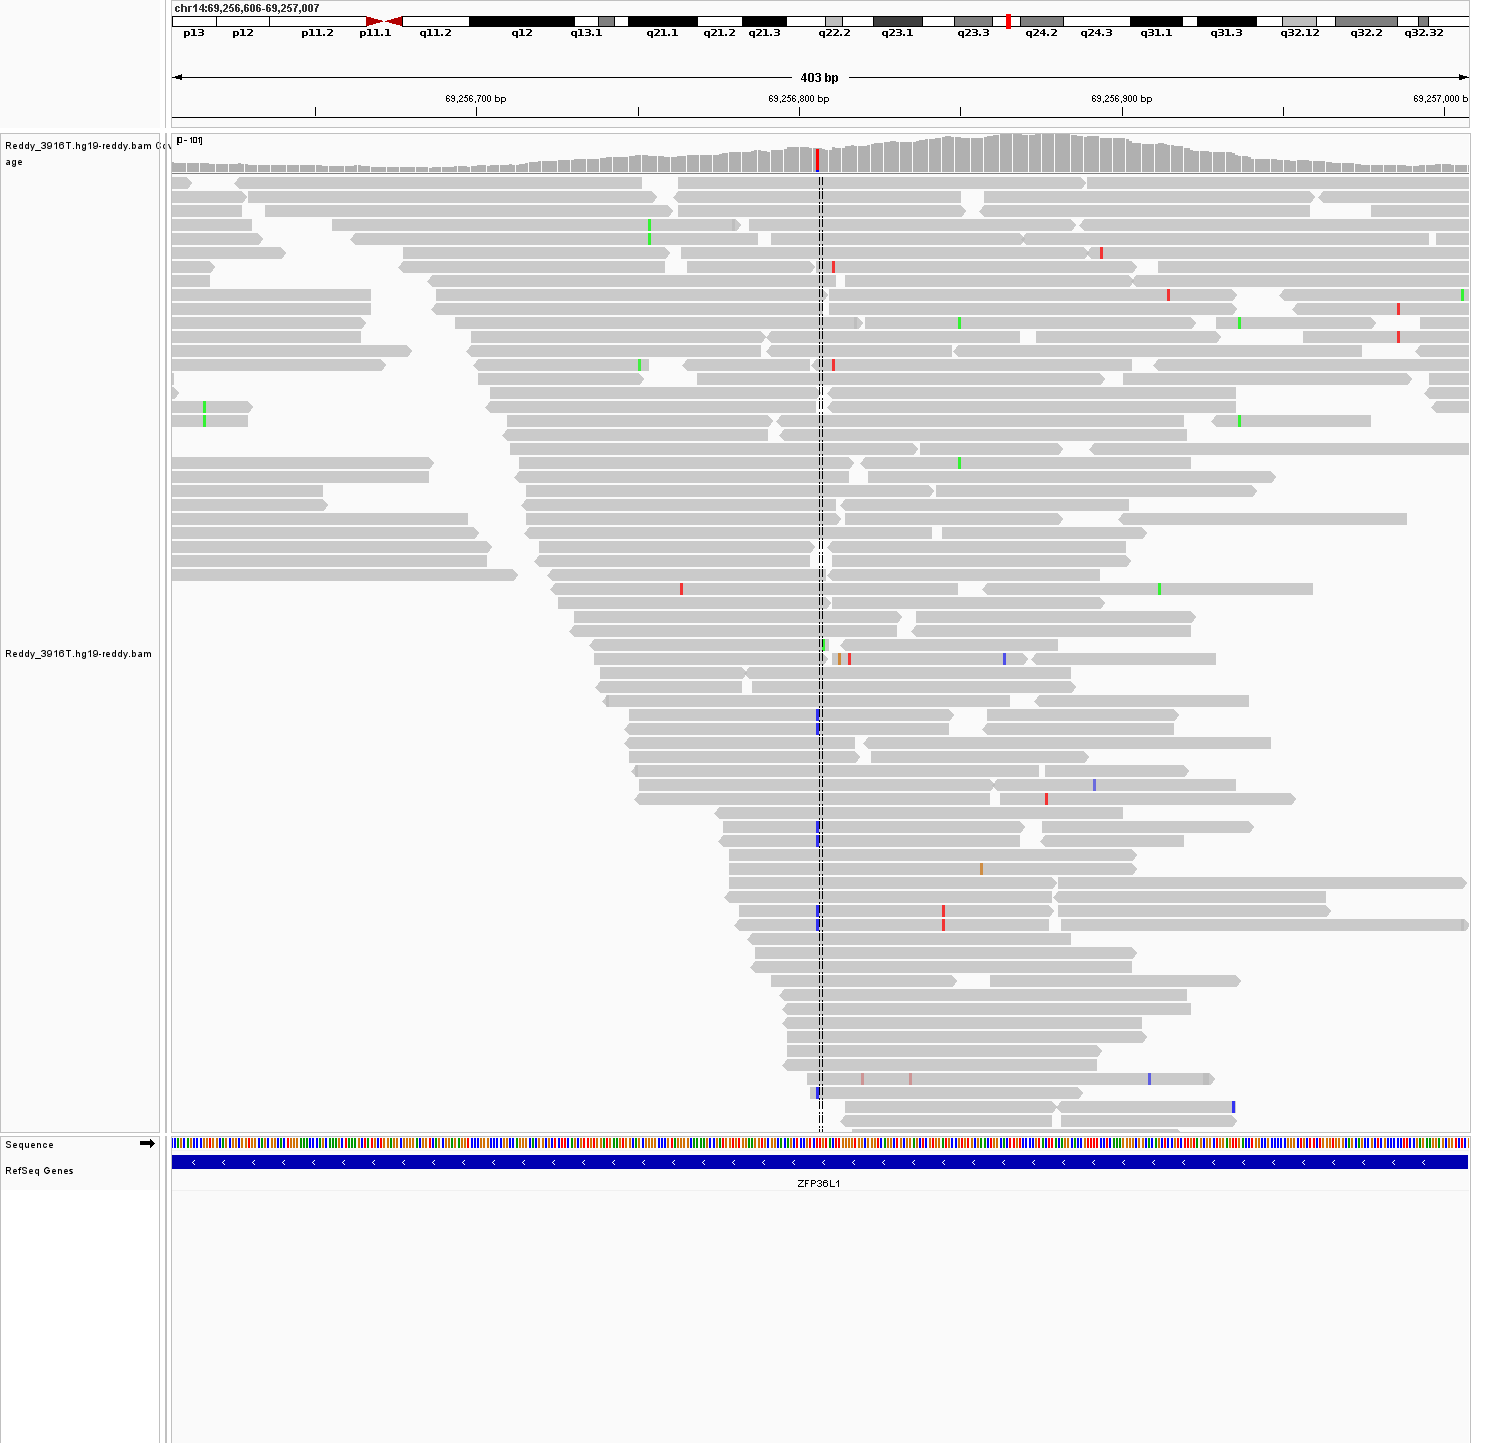 chr14:69,256,606-69,257,007
p13 p12 p11.2 p11.1 q11.2 q12 q13.1 q21.1 q21.2 q21.3 q22.2 q23.1 q23.3 q24.2 q24.3 q31.1 q31.3 q32.12 q32.2 q32.32
403 bp
69,256,700 bp 69,256,800 bp 69,256,900 bp 69,257,000 b
[0 - 101]
Reddy_3916T.hg19-reddy.bam Cov
age
Reddy_3916T.hg19-reddy.bam
Sequence
RefSeq Genes
ZFP36L1